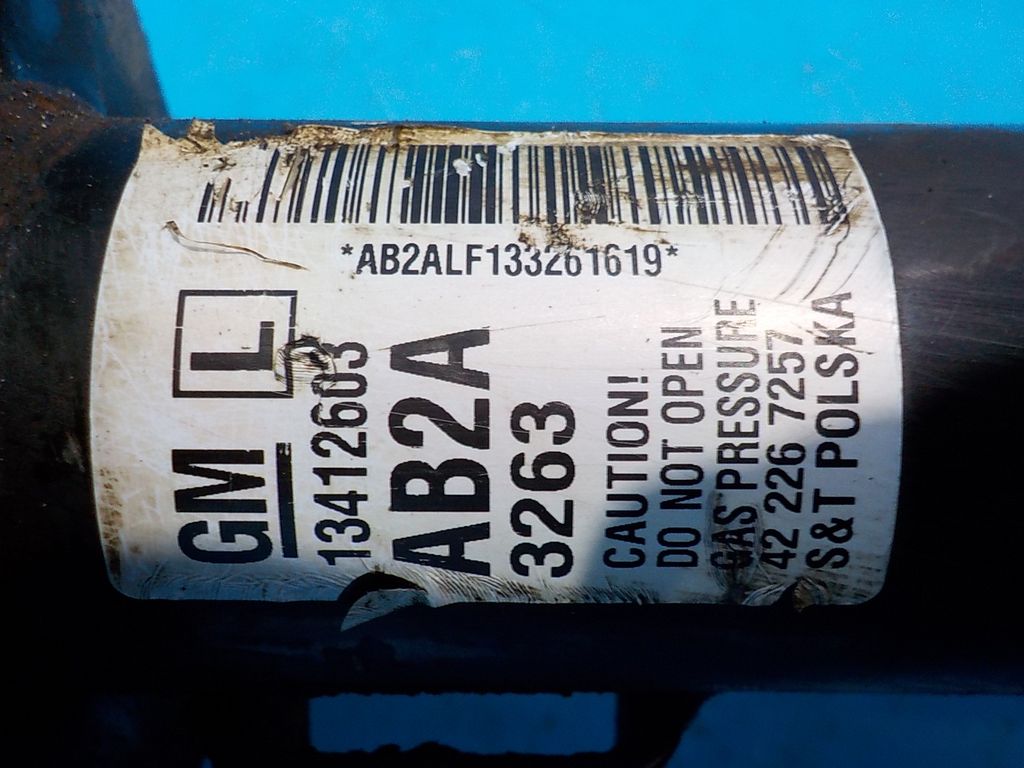 *AB2ALF133261619*
GM L
13412603
AB2A
3263
CAUTION!
DO NOT OPEN
GAS PRESSURE
42 226 7257
S&T POLSKA